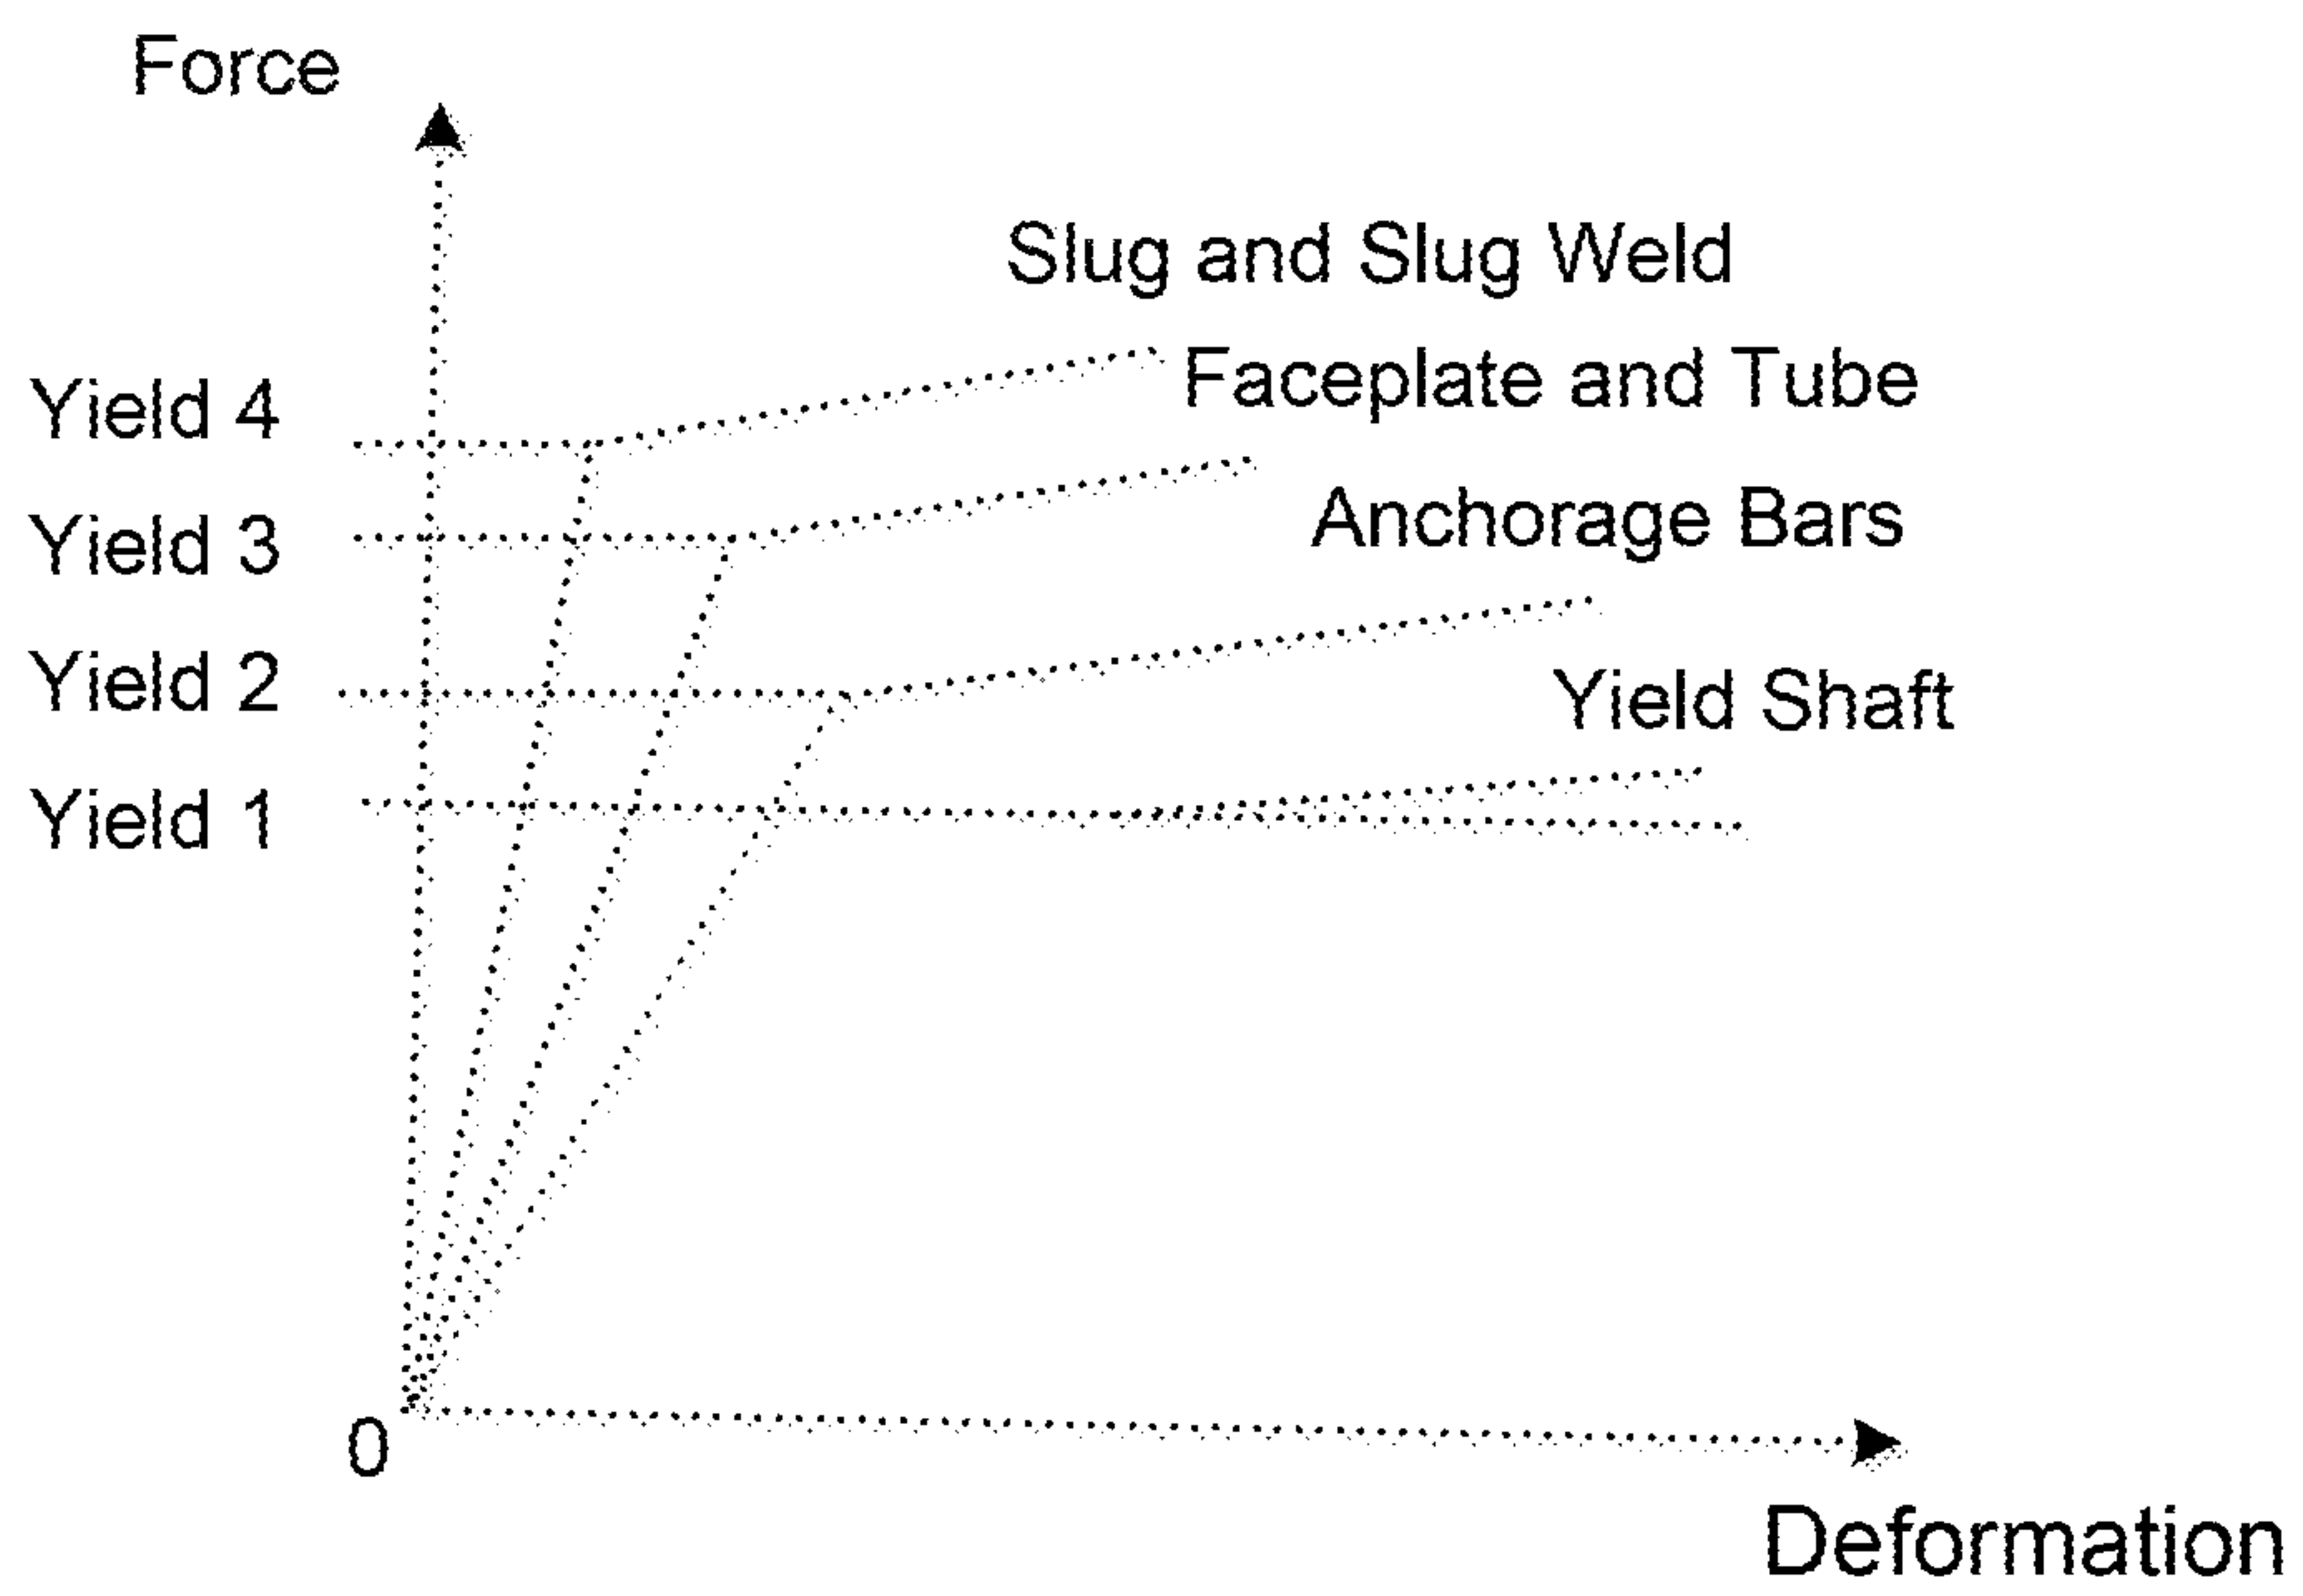 Force
Slug and Slug Weld
Faceplate and Tube
Yield 4
Anchorage Bars
Yield 3
Yield 2
Yield Shaft
Yield 1
0
Deformation